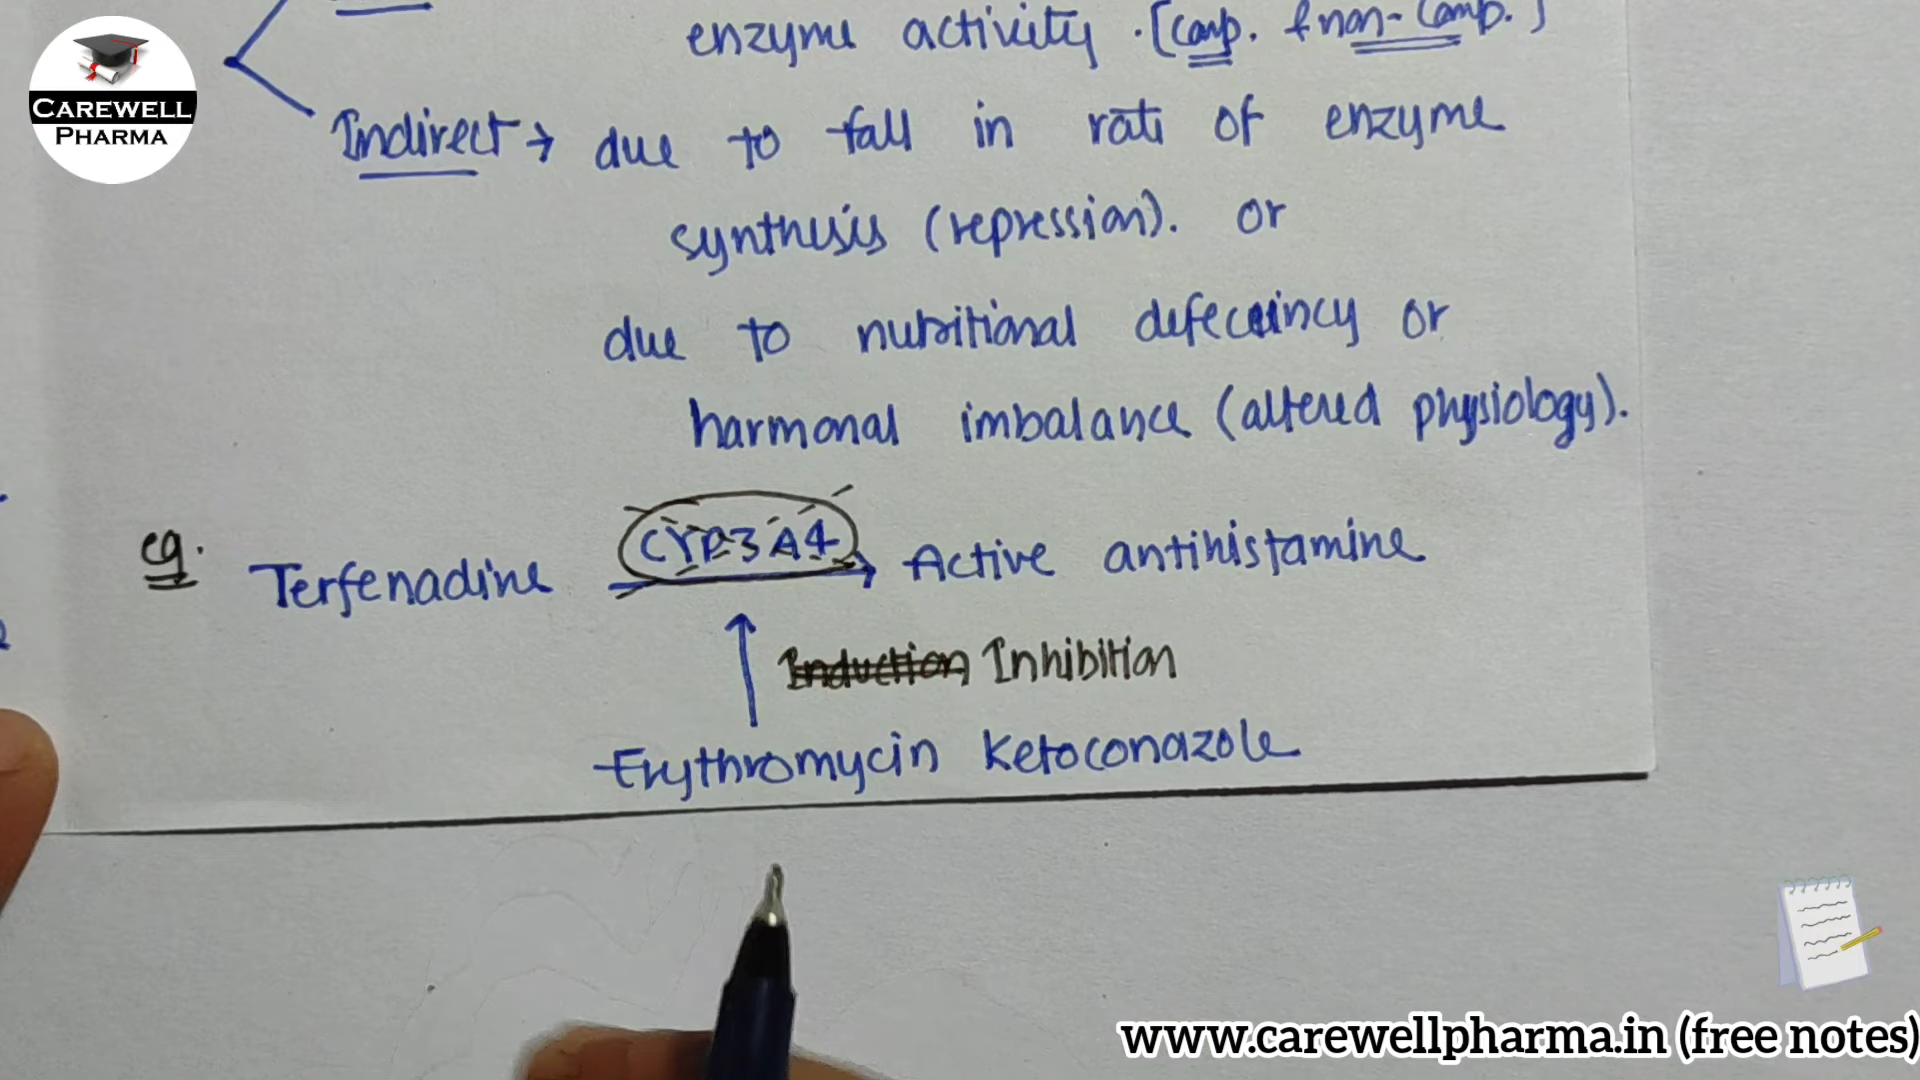 CAREWELL
PHARMA
enzyme activity. [comp. & non-comp.]
Indirect → due to fall in rate of enzyme
synthesis (repression). or
due to nutritional defeciency or
harmonal imbalance (altered physiology).
eg. Terfenadine CYP3A4 → Active antihistamine
↑ Induction Inhibition
Erythromycin Ketoconazole
www.carewellpharma.in (free notes)